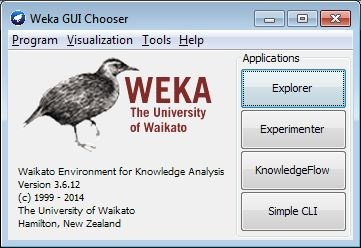 Weka GUI Chooser
Program Visualization Tools Help
WEKA
The University
of Waikato
Waikato Environment for Knowledge Analysis
Version 3.6.12
(c) 1999 - 2014
The University of Waikato
Hamilton, New Zealand
Applications
Explorer
Experimenter
KnowledgeFlow
Simple CLI